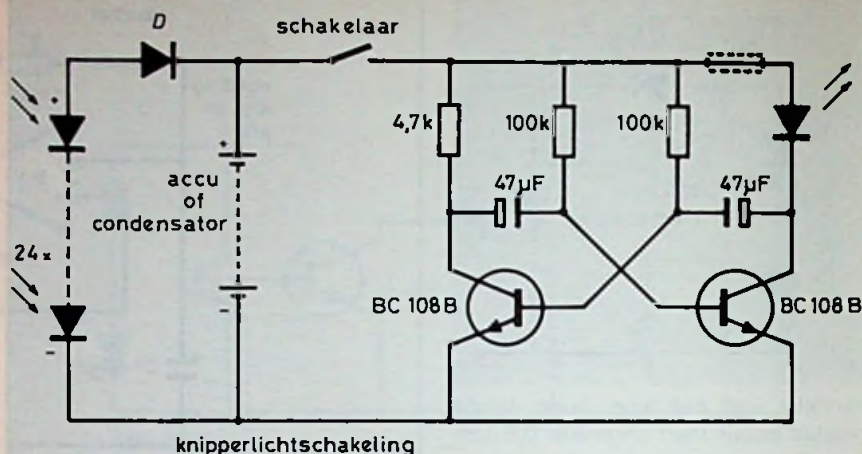 D
schakelaar
+
4,7k
100k
100k
+
47µF
47µF
accu
of
condensator
24x
BC 108B
BC 108B
-
-
knipperlichtschakeling